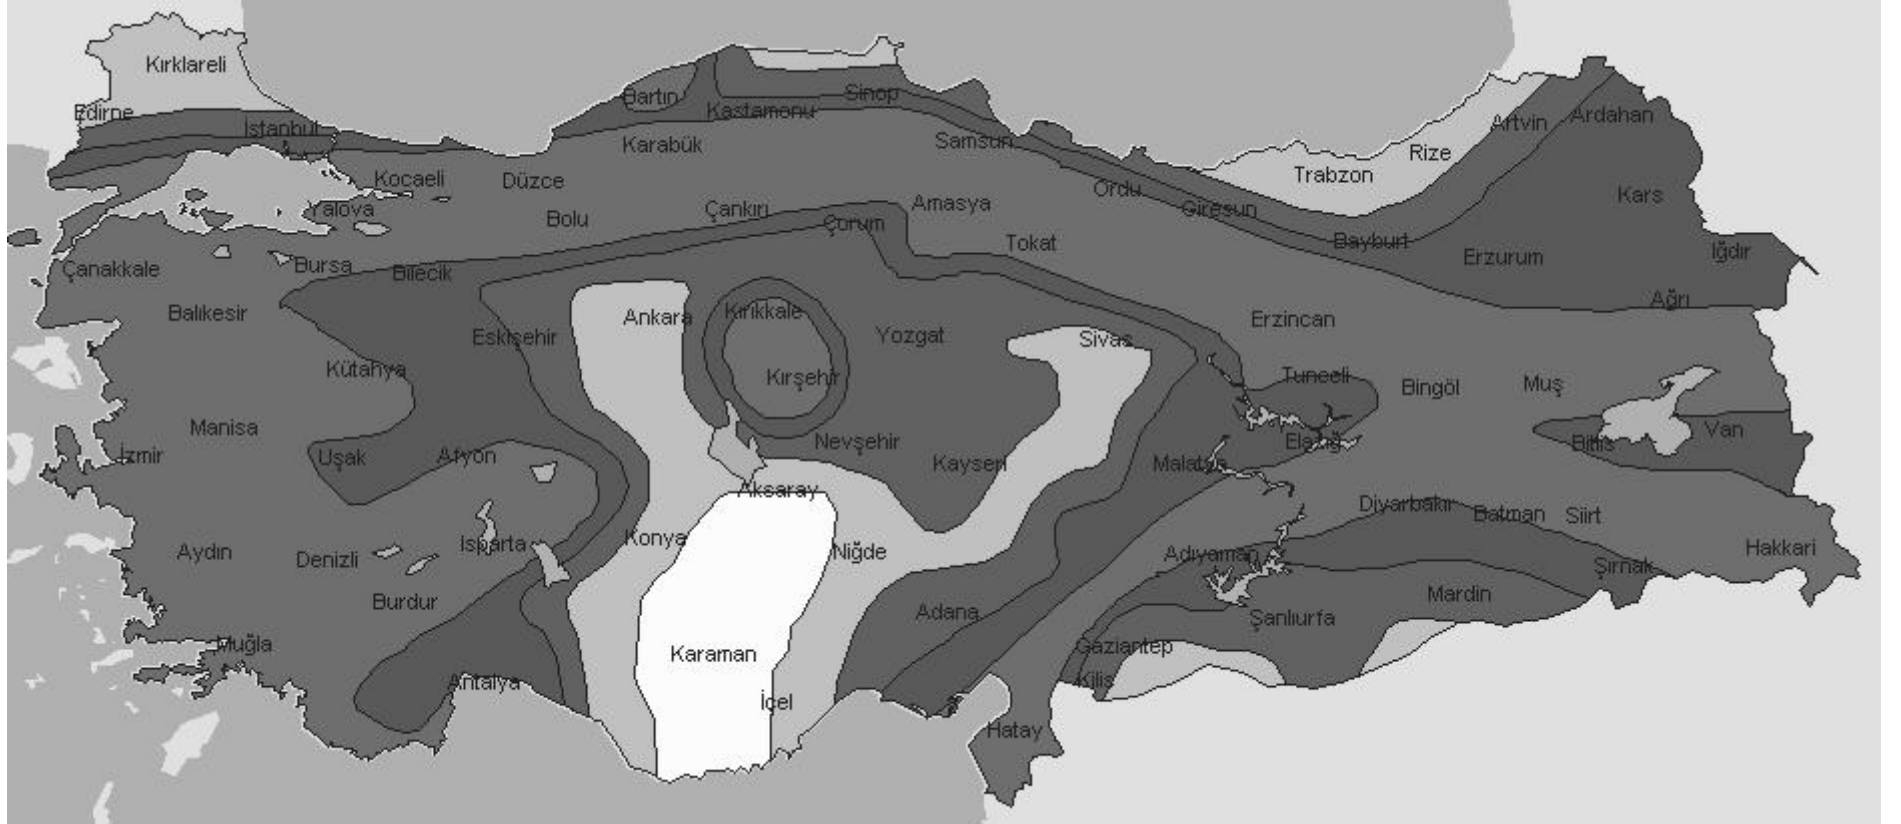 Kırklareli
Edirne
İstanbul
Bartın
Kastamonu
Sinop
Karabük
Samsun
Artvin
Ardahan
Rize
Trabzon
Kocaeli
Düzce
Yalova
Bolu
Çankırı
Amasya
Ordu
Giresun
Kars
Çorum
Tokat
Bayburt
Erzurum
Iğdır
Çanakkale
Bursa
Bilecik
Ağrı
Balıkesir
Ankara
Kırıkkale
Erzincan
Eskişehir
Yozgat
Sivas
Kütahya
Kırşehir
Tunceli
Bingöl
Muş
Manisa
Nevşehir
Elazığ
Bitlis
Van
İzmir
Uşak
Afyon
Kayseri
Malatya
Aksaray
Diyarbakır
Batman
Siirt
Aydın
Denizli
Isparta
Konya
Niğde
Adıyaman
Şırnak
Hakkari
Burdur
Adana
Şanlıurfa
Mardin
Muğla
Karaman
Gaziantep
Antalya
İçel
Kilis
Hatay